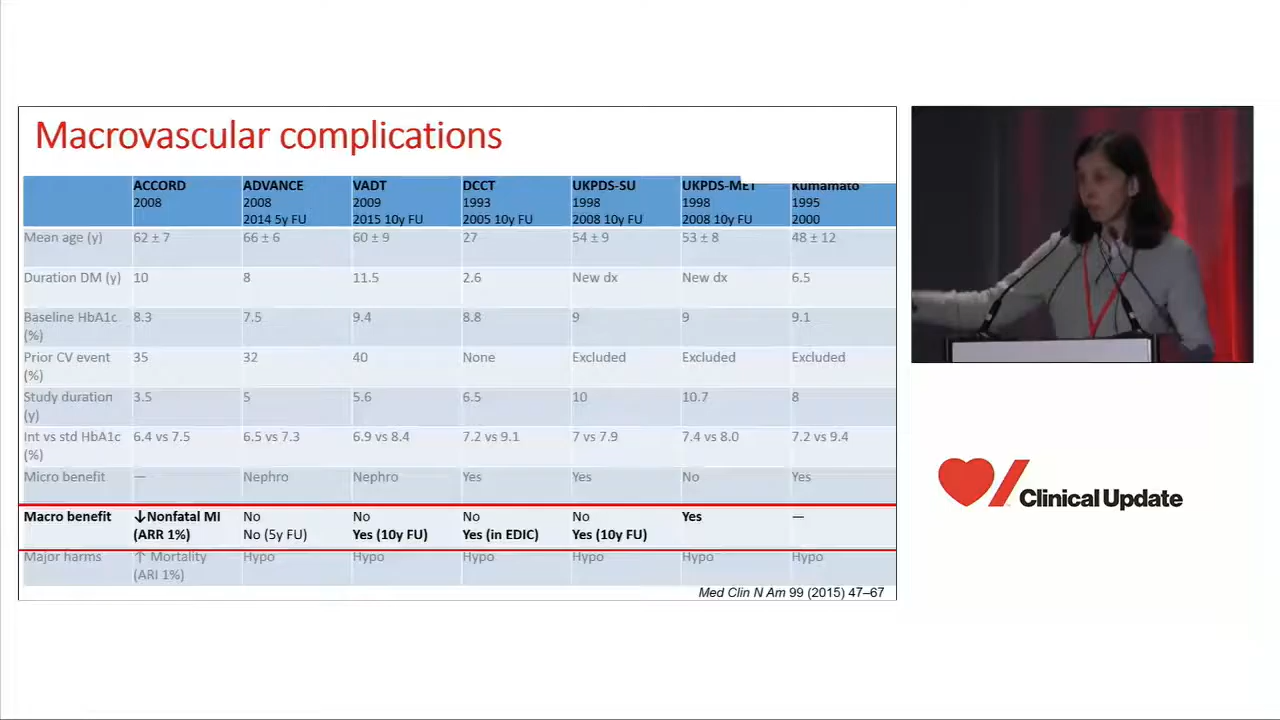 Macrovascular complications
ACCORD ADVANCE VADT DCCT UKPDS-SU UKPDS-MET Kumamato
2008 2008 2009 1993 1998 1998 1995
2014 5y FU 2015 10y FU 2005 10y FU 2008 10y FU 2008 10y FU 2000
Mean age (y) 62 ± 7 66 ± 6 60 ± 9 27 54 ± 9 53 ± 8 48 ± 12
Duration DM (y) 10 8 11.5 2.6 New dx New dx 6.5
Baseline HbA1c 8.3 7.5 9.4 8.8 9 9 9.1
(%)
Prior CV event 35 32 40 None Excluded Excluded Excluded
(%)
Study duration 3.5 5 5.6 6.5 10 10.7 8
(y)
Int vs std HbA1c 6.4 vs 7.5 6.5 vs 7.3 6.9 vs 8.4 7.2 vs 9.1 7 vs 7.9 7.4 vs 8.0 7.2 vs 9.4
(%)
Micro benefit — Nephro Nephro Yes Yes No Yes
Macro benefit ↓Nonfatal MI No No No No Yes —
(ARR 1%) No (5y FU) Yes (10y FU) Yes (in EDIC) Yes (10y FU)
Major harms ↑ Mortality Hypo Hypo Hypo Hypo Hypo Hypo
(ARI 1%)
Med Clin N Am 99 (2015) 47–67
Clinical Update